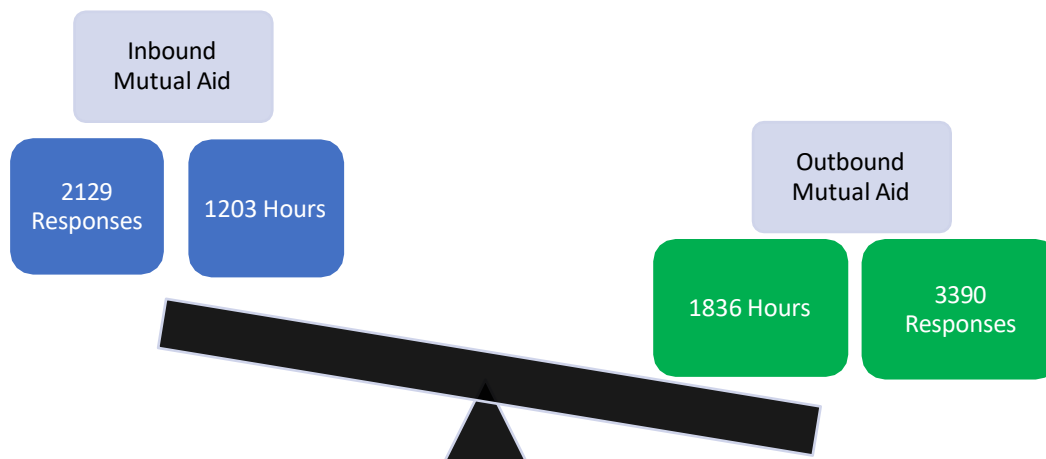 Inbound
Mutual Aid
2129
Responses
1203 Hours
Outbound
Mutual Aid
1836 Hours
3390
Responses